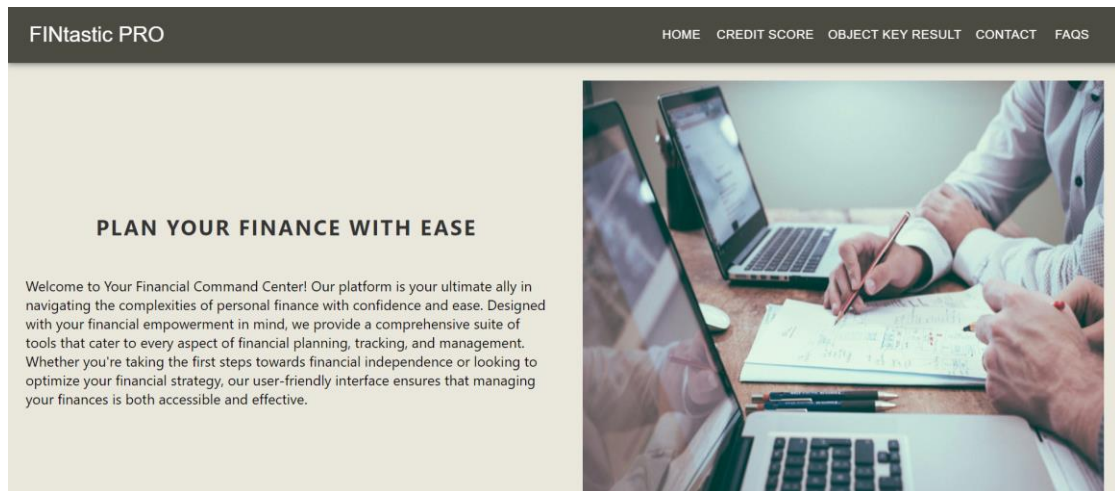 FINtastic PRO
HOME CREDIT SCORE OBJECT KEY RESULT CONTACT FAQS
PLAN YOUR FINANCE WITH EASE
Welcome to Your Financial Command Center! Our platform is your ultimate ally in
navigating the complexities of personal finance with confidence and ease. Designed
with your financial empowerment in mind, we provide a comprehensive suite of
tools that cater to every aspect of financial planning, tracking, and management.
Whether you're taking the first steps towards financial independence or looking to
optimize your financial strategy, our user-friendly interface ensures that managing
your finances is both accessible and effective.